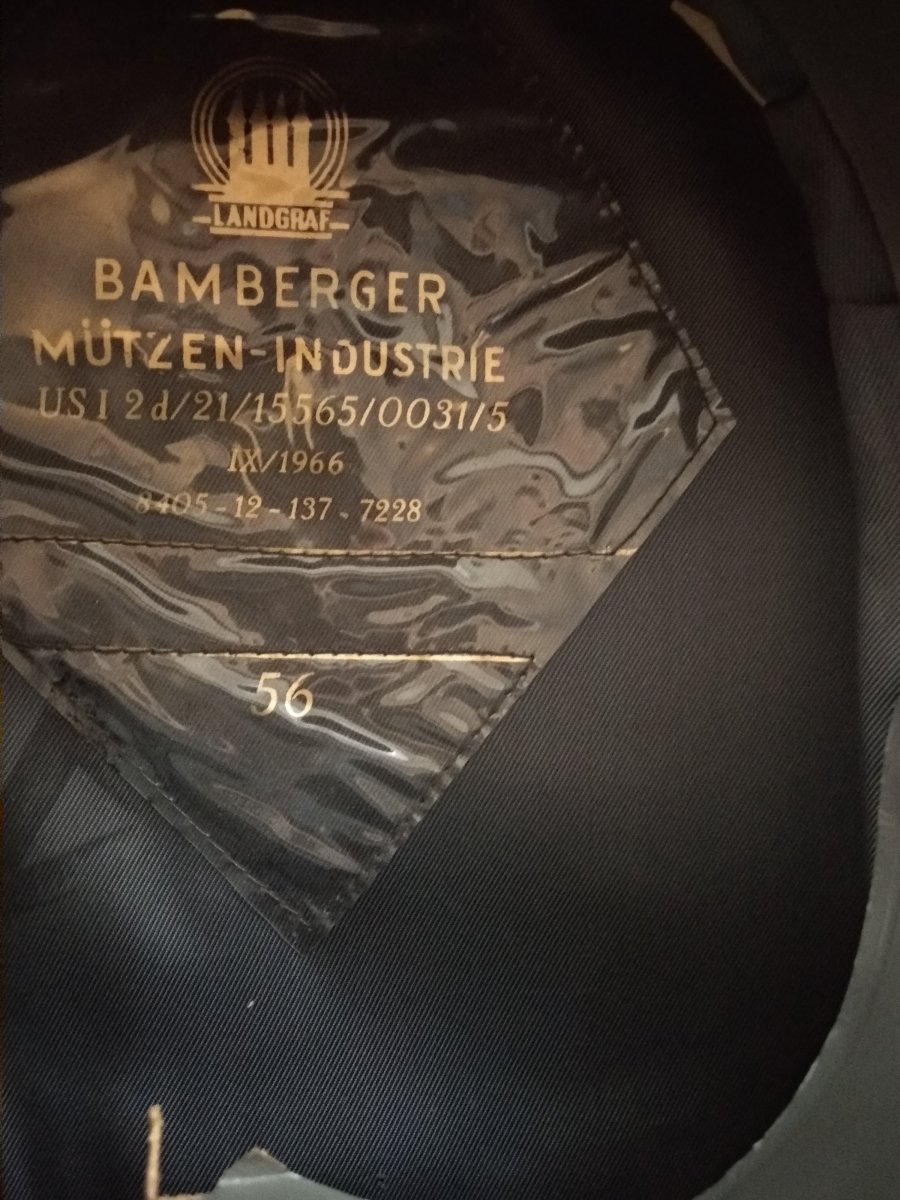 LANDGRAF
BAMBERGER
MÜTZEN-INDUSTRIE
US I 2d/21/15565/0031/5
IX/1966
8405-12-137-7228
56